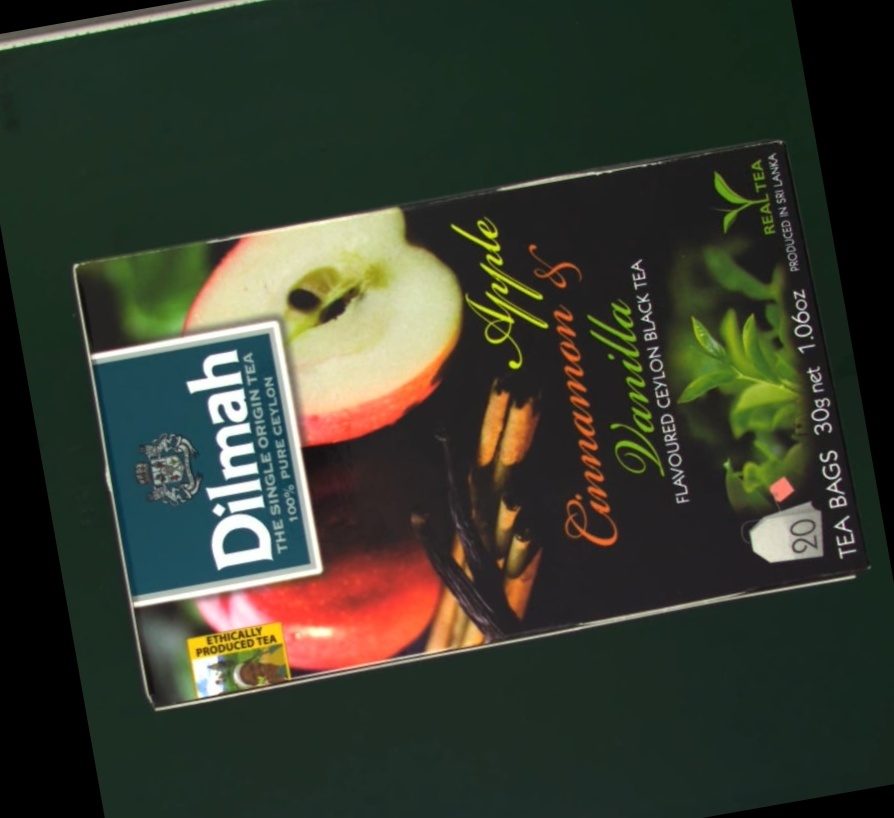 Dilmah
THE SINGLE ORIGIN TEA
100% PURE CEYLON
ETHICALLY
PRODUCED TEA
Apple
Cinnamon &
Vanilla
FLAVOURED CEYLON BLACK TEA
REAL TEA
PRODUCED IN SRI LANKA
20
TEA BAGS 30g net 1.06oz